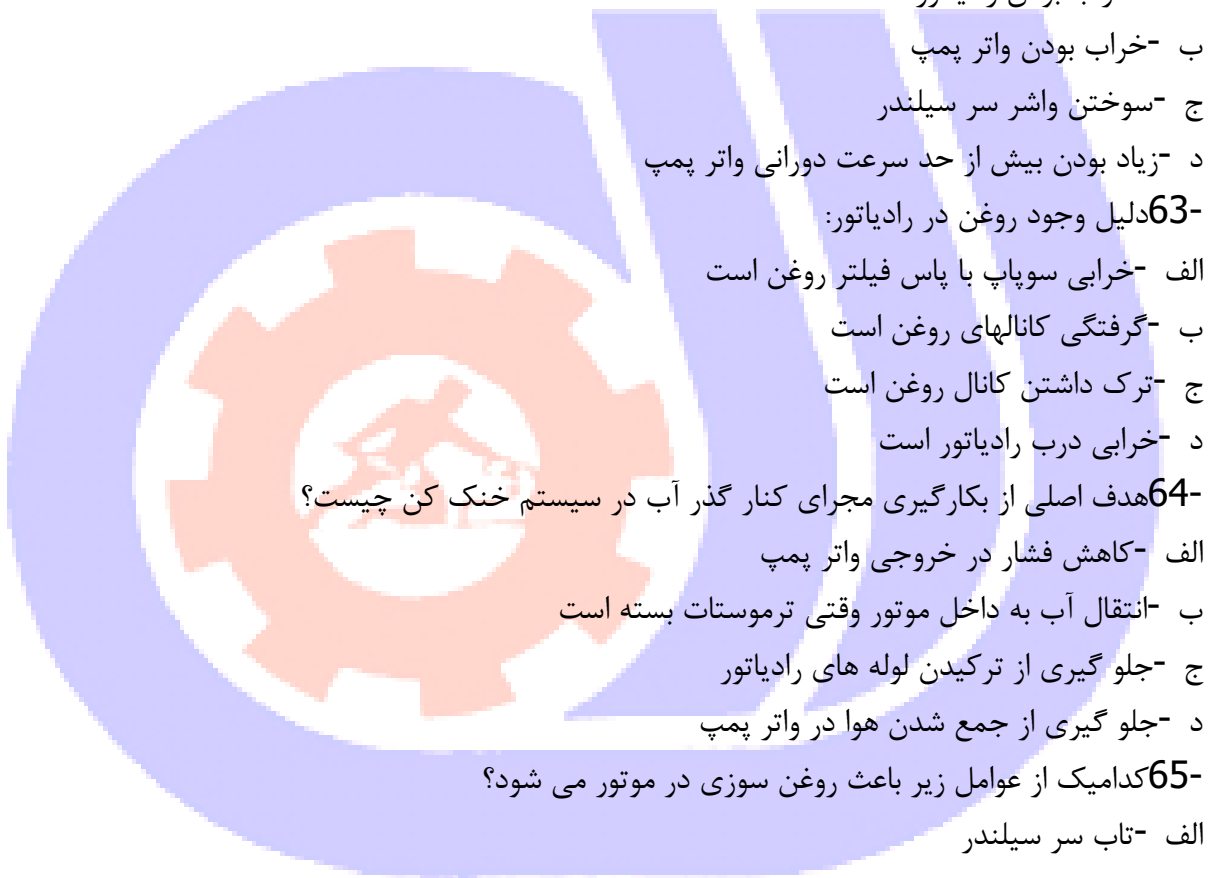 ب -خراب بودن واتر پمپ
ج -سوختن واشر سر سیلندر
د -زیاد بودن بیش از حد سرعت دورانی واتر پمپ
63-دلیل وجود روغن در رادیاتور:
الف -خرابی سوپاپ با پاس فیلتر روغن است
ب -گرفتگی کانالهای روغن است
ج -ترک داشتن کانال روغن است
د -خرابی درب رادیاتور است
64-هدف اصلی از بکارگیری مجرای کنار گذر آب در سیستم خنک کن چیست؟
الف -کاهش فشار در خروجی واتر پمپ
ب -انتقال آب به داخل موتور وقتی ترموستات بسته است
ج -جلو گیری از ترکیدن لوله های رادیاتور
د -جلو گیری از جمع شدن هوا در واتر پمپ
65-کدامیک از عوامل زیر باعث روغن سوزی در موتور می شود؟
الف -تاب سر سیلندر